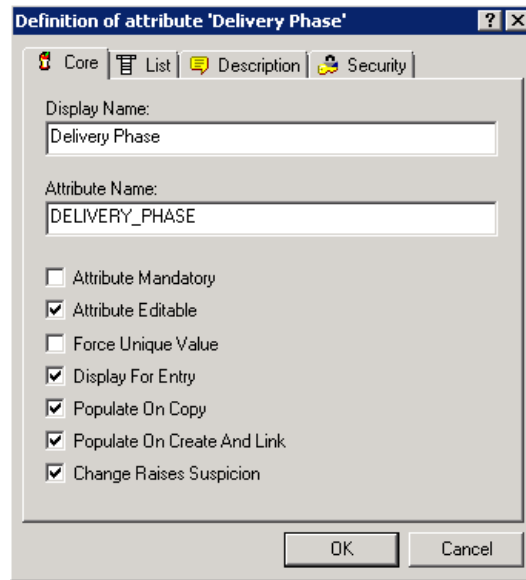 Definition of attribute 'Delivery Phase'
Core List Description Security
Display Name:
Delivery Phase
Attribute Name:
DELIVERY_PHASE
Attribute Mandatory
Attribute Editable
Force Unique Value
Display For Entry
Populate On Copy
Populate On Create And Link
Change Raises Suspicion
OK Cancel